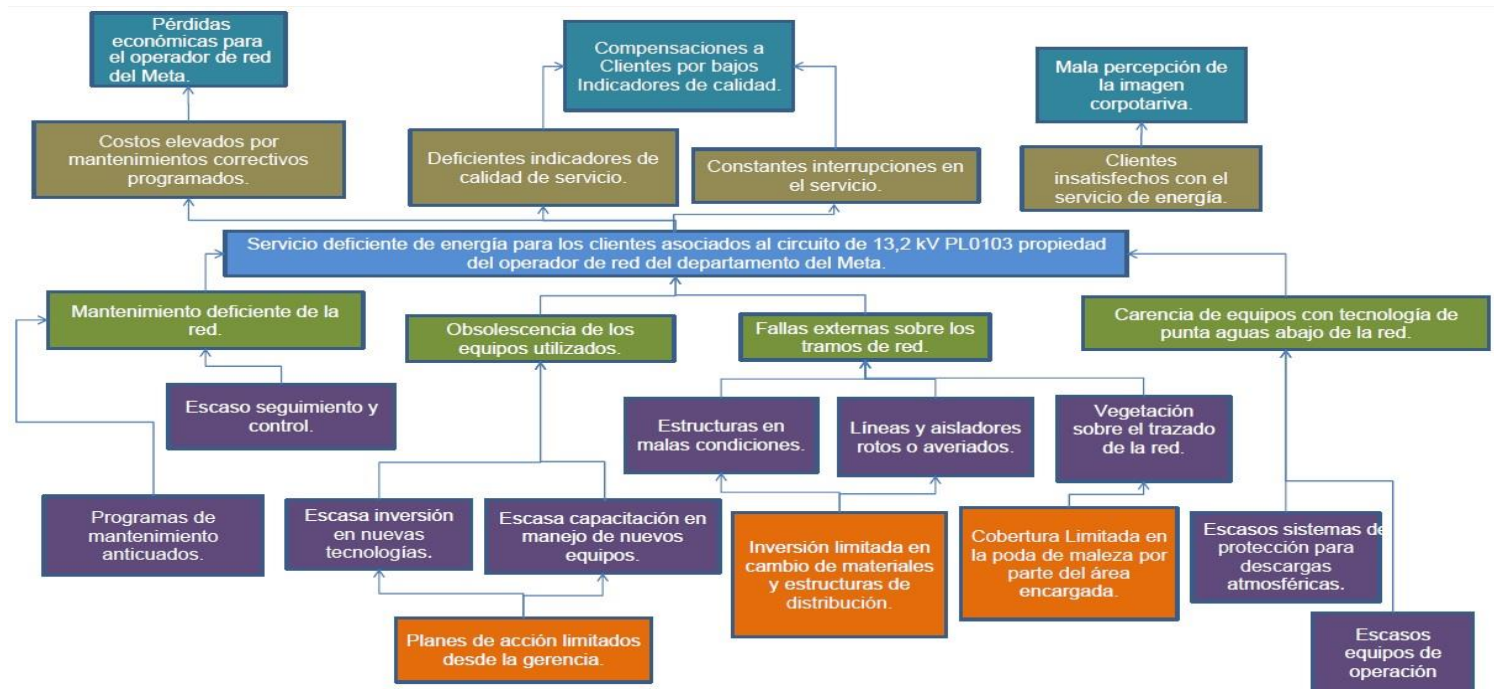 Pérdidas
económicas para
el operador de red
del Meta.
Compensaciones a
Clientes por bajos
Indicadores de calidad.
Mala percepción de
la imagen
corpotariva.
Costos elevados por
mantenimientos correctivos
programados.
Deficientes indicadores de
calidad de servicio.
Constantes interrupciones en
el servicio.
Clientes
insatisfechos con el
servicio de energía.
Servicio deficiente de energía para los clientes asociados al circuito de 13,2 kV PL0103 propiedad
del operador de red del departamento del Meta.
Mantenimiento deficiente de la
red.
Obsolescencia de los
equipos utilizados.
Fallas externas sobre los
tramos de red.
Carencia de equipos con tecnología de
punta aguas abajo de la red.
Escaso seguimiento y
control.
Estructuras en
malas condiciones.
Líneas y aisladores
rotos o averiados.
Vegetación
sobre el trazado
de la red.
Programas de
mantenimiento
anticuados.
Escasa inversión
en nuevas
tecnologías.
Escasa capacitación en
manejo de nuevos
equipos.
Inversión limitada en
cambio de materiales
y estructuras de
distribución.
Cobertura Limitada en
la poda de maleza por
parte del área
encargada.
Escasos sistemas de
protección para
descargas
atmosféricas.
Planes de acción limitados
desde la gerencia.
Escasos
equipos de
operación